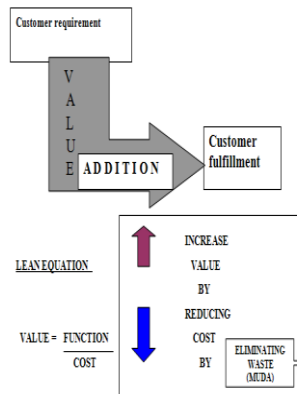 Customer requirement
VALUE
ADDITION
Customer
fulfillment
LEAN EQUATION
VALUE = FUNCTION
COST
INCREASE
VALUE
BY
REDUCING
COST
BY
ELIMINATING
WASTE
(MUDA)